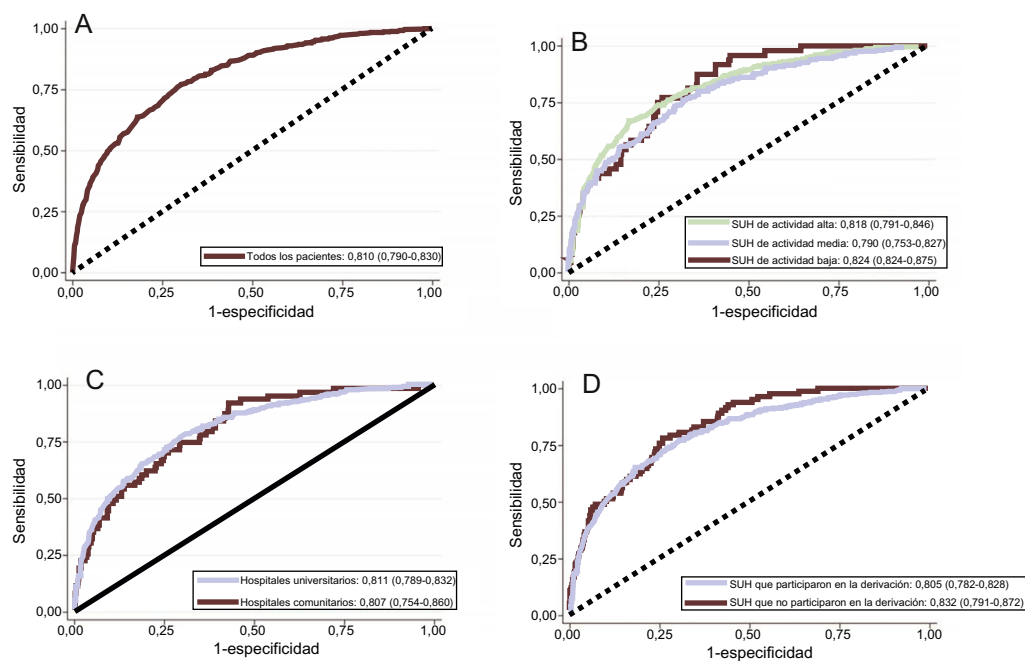 A
Sensibilidad
1,00
0,75
0,50
0,25
0,00
Todos los pacientes: 0,810 (0,790-0,830)
0,00 0,25 0,50 0,75 1,00
1-especificidad
B
Sensibilidad
1,00
0,75
0,50
0,25
0,00
SUH de actividad alta: 0,818 (0,791-0,846)
SUH de actividad media: 0,790 (0,753-0,827)
SUH de actividad baja: 0,824 (0,824-0,875)
0,00 0,25 0,50 0,75 1,00
1-especificidad
C
Sensibilidad
1,00
0,75
0,50
0,25
0,00
Hospitales universitarios: 0,811 (0,789-0,832)
Hospitales comunitarios: 0,807 (0,754-0,860)
0,00 0,25 0,50 0,75 1,00
1-especificidad
D
Sensibilidad
1,00
0,75
0,50
0,25
0,00
SUH que participaron en la derivación: 0,805 (0,782-0,828)
SUH que no participaron en la derivación: 0,832 (0,791-0,872)
0,00 0,25 0,50 0,75 1,00
1-especificidad